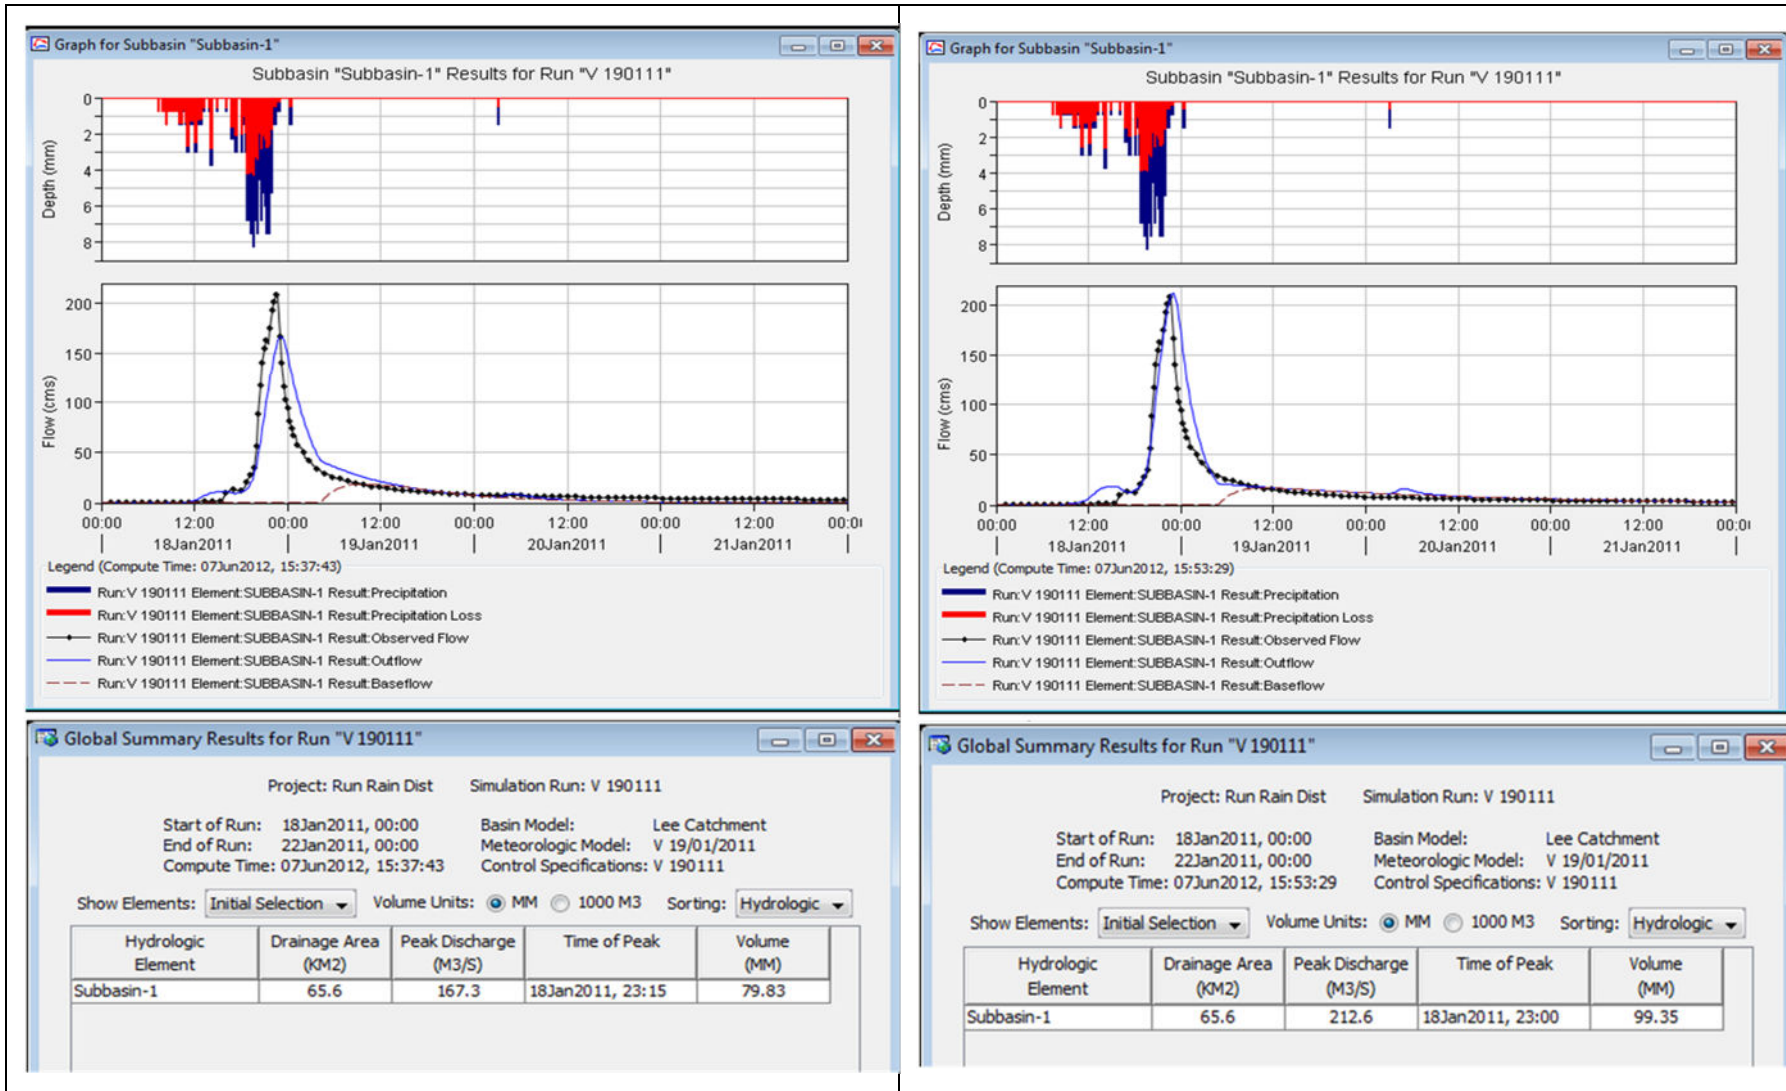 Graph for Subbasin "Subbasin-1"
Subbasin "Subbasin-1" Results for Run "V 190111"
0
2
4
6
8
Depth (mm)
200
150
100
50
0
Flow (cms)
00:00 12:00 00:00 12:00 00:00 12:00 00:00 12:00 00:0
18Jan2011 | 19Jan2011 | 20Jan2011 | 21Jan2011 |
Legend (Compute Time: 07Jun2012, 15:37:43)
Run:V 190111 Element:SUBBASIN-1 Result:Precipitation
Run:V 190111 Element:SUBBASIN-1 Result:Precipitation Loss
Run:V 190111 Element:SUBBASIN-1 Result:Observed Flow
Run:V 190111 Element:SUBBASIN-1 Result:Outflow
Run:V 190111 Element:SUBBASIN-1 Result:Baseflow
Global Summary Results for Run "V 190111"
Project: Run Rain Dist Simulation Run: V 190111
Start of Run: 18Jan2011, 00:00 Basin Model: Lee Catchment
End of Run: 22Jan2011, 00:00 Meteorologic Model: V 19/01/2011
Compute Time: 07Jun2012, 15:37:43 Control Specifications: V 190111
Show Elements: Initial Selection Volume Units: MM 1000 M3 Sorting: Hydrologic
Hydrologic Drainage Area Peak Discharge Time of Peak Volume
Element (KM2) (M3/S) (MM)
Subbasin-1 65.6 167.3 18Jan2011, 23:15 79.83
Graph for Subbasin "Subbasin-1"
Subbasin "Subbasin-1" Results for Run "V 190111"
0
2
4
6
8
Depth (mm)
200
150
100
50
0
Flow (cms)
00:00 12:00 00:00 12:00 00:00 12:00 00:00 12:00 00:0
18Jan2011 | 19Jan2011 | 20Jan2011 | 21Jan2011 |
Legend (Compute Time: 07Jun2012, 15:53:29)
Run:V 190111 Element:SUBBASIN-1 Result:Precipitation
Run:V 190111 Element:SUBBASIN-1 Result:Precipitation Loss
Run:V 190111 Element:SUBBASIN-1 Result:Observed Flow
Run:V 190111 Element:SUBBASIN-1 Result:Outflow
Run:V 190111 Element:SUBBASIN-1 Result:Baseflow
Global Summary Results for Run "V 190111"
Project: Run Rain Dist Simulation Run: V 190111
Start of Run: 18Jan2011, 00:00 Basin Model: Lee Catchment
End of Run: 22Jan2011, 00:00 Meteorologic Model: V 19/01/2011
Compute Time: 07Jun2012, 15:53:29 Control Specifications: V 190111
Show Elements: Initial Selection Volume Units: MM 1000 M3 Sorting: Hydrologic
Hydrologic Drainage Area Peak Discharge Time of Peak Volume
Element (KM2) (M3/S) (MM)
Subbasin-1 65.6 212.6 18Jan2011, 23:00 99.35